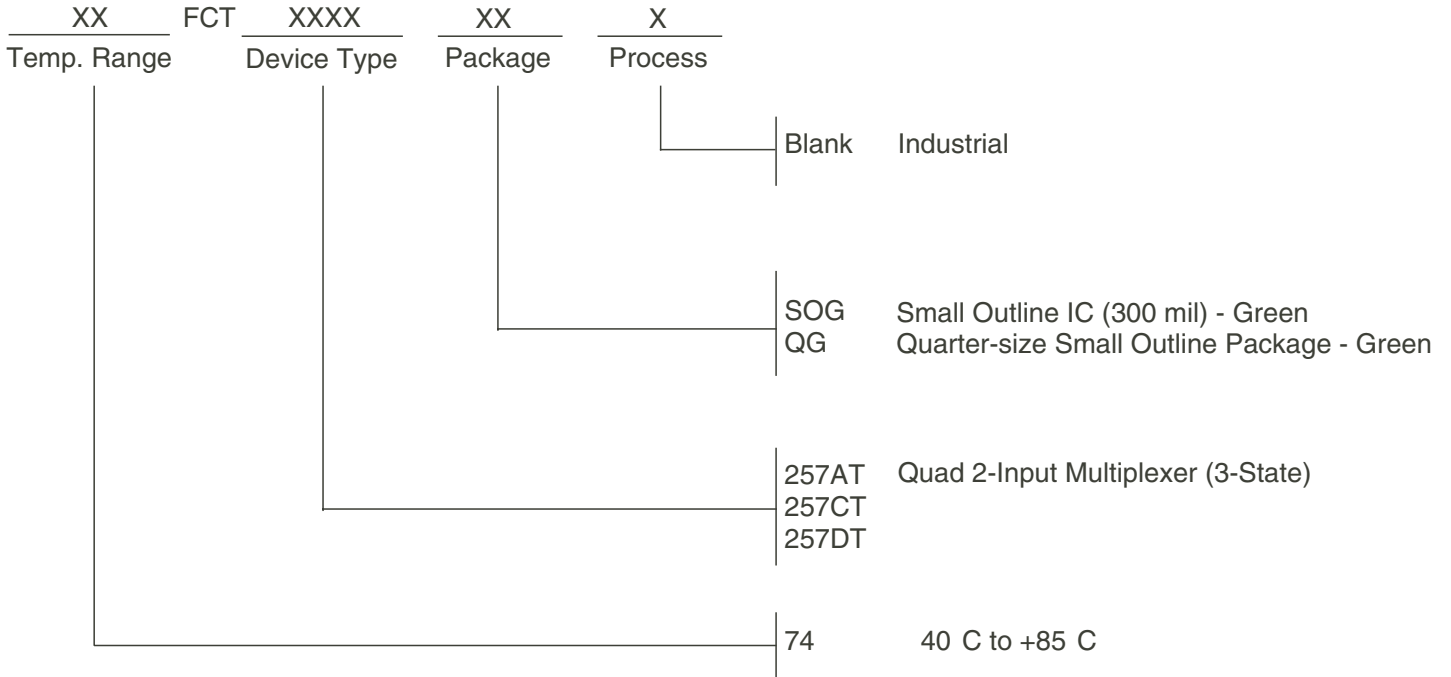 XX FCT XXXX XX X
Temp. Range Device Type Package Process
Blank Industrial
SOG Small Outline IC (300 mil) - Green
QG Quarter-size Small Outline Package - Green
257AT Quad 2-Input Multiplexer (3-State)
257CT
257DT
74 40 C to +85 C